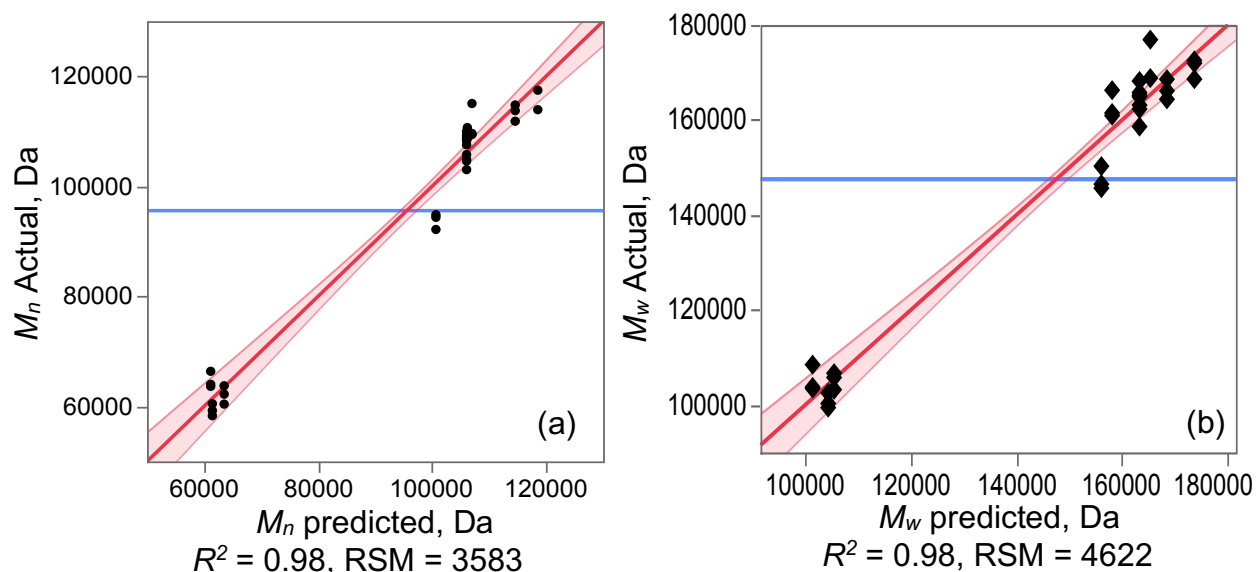 120000
100000
80000
60000
Mn Actual, Da
(a)
60000 80000 100000 120000
Mn predicted, Da
R² = 0.98, RSM = 3583
180000
160000
140000
120000
100000
Mw Actual, Da
(b)
100000 120000 140000 160000 180000
Mw predicted, Da
R² = 0.98, RSM = 4622